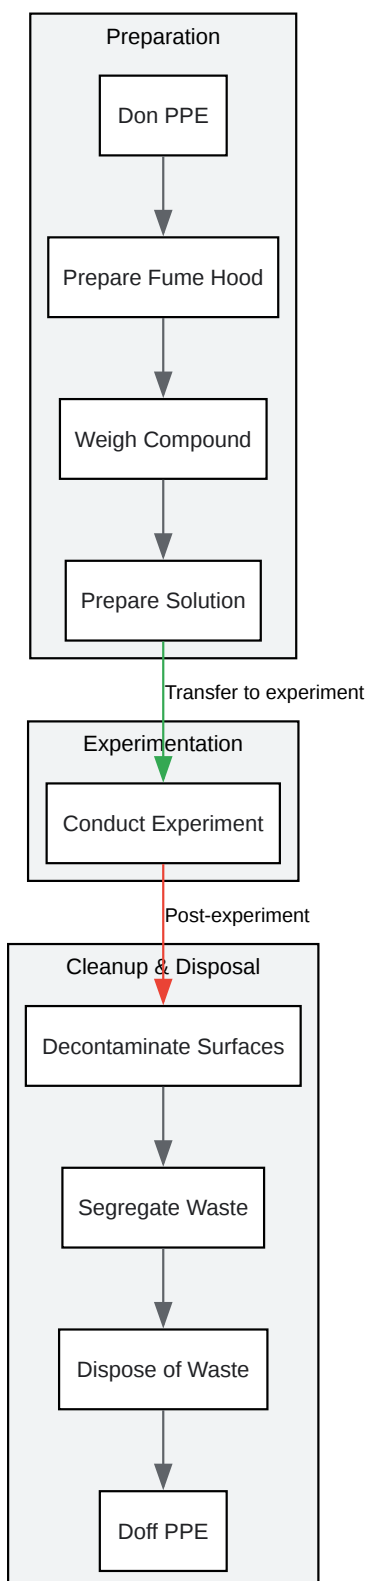 Preparation
Don PPE
Prepare Fume Hood
Weigh Compound
Prepare Solution
Transfer to experiment
Experimentation
Conduct Experiment
Post-experiment
Cleanup & Disposal
Decontaminate Surfaces
Segregate Waste
Dispose of Waste
Doff PPE